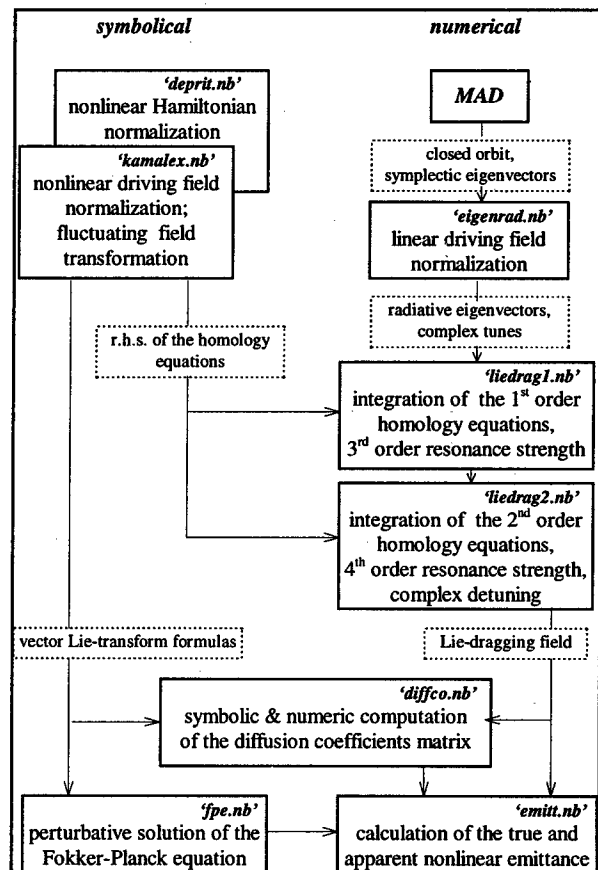 symbolical
numerical
'deprit.nb'
nonlinear Hamiltonian
normalization
'kamalex.nb'
nonlinear driving field
normalization;
fluctuating field
transformation
MAD
closed orbit,
symplectic eigenvectors
'eigenrad.nb'
linear driving field
normalization
radiative eigenvectors,
complex tunes
r.h.s. of the homology
equations
'liedrag1.nb'
integration of the 1st order
homology equations,
3rd order resonance strength
'liedrag2.nb'
integration of the 2nd order
homology equations,
4th order resonance strength,
complex detuning
vector Lie-transform formulas
Lie-dragging field
'diffco.nb'
symbolic & numeric computation
of the diffusion coefficients matrix
'fpe.nb'
perturbative solution of the
Fokker-Planck equation
'emitt.nb'
calculation of the true and
apparent nonlinear emittance